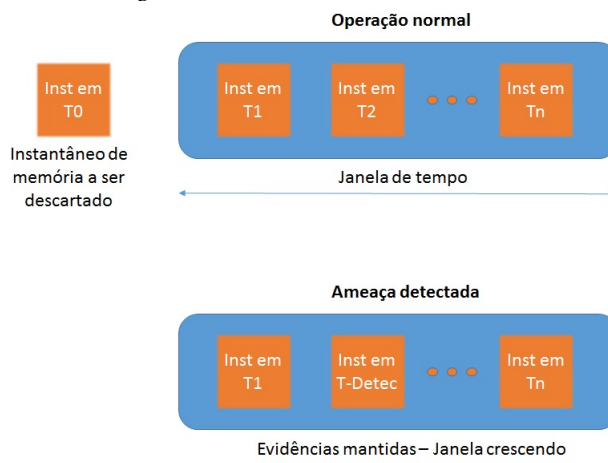 Operação normal
Inst em
T0
Inst em
T1
Inst em
T2
Inst em
Tn
Instantâneo de
memória a ser
descartado
Janela de tempo
Ameaça detectada
Inst em
T1
Inst em
T-Detec
Inst em
Tn
Evidências mantidas – Janela crescendo